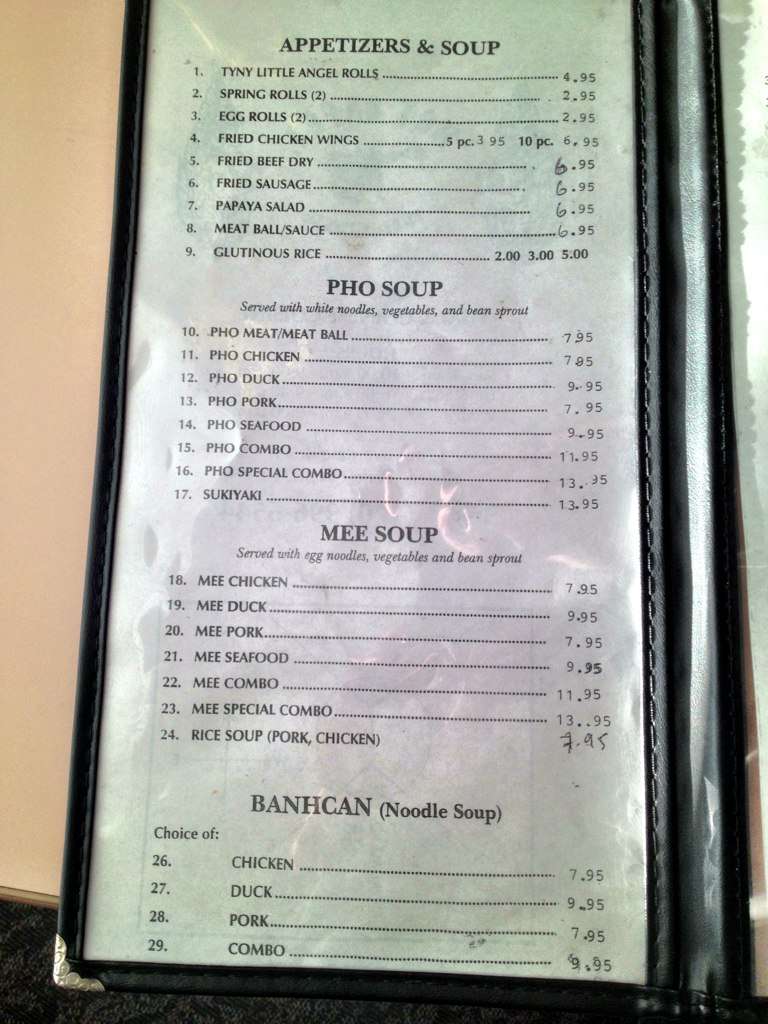 APPETIZERS & SOUP
1. TYNY LITTLE ANGEL ROLLS 4.95
2. SPRING ROLLS (2) 2.95
3. EGG ROLLS (2) 2.95
4. FRIED CHICKEN WINGS 5 pc. 3 95 10 pc. 6.95
5. FRIED BEEF DRY 6.95
6. FRIED SAUSAGE 6.95
7. PAPAYA SALAD 6.95
8. MEAT BALL/SAUCE 6.95
9. GLUTINOUS RICE 2.00 3.00 5.00
PHO SOUP
Served with white noodles, vegetables, and bean sprout
10. PHO MEAT/MEAT BALL 7.95
11. PHO CHICKEN 7.95
12. PHO DUCK 9.95
13. PHO PORK 7.95
14. PHO SEAFOOD 9.95
15. PHO COMBO 11.95
16. PHO SPECIAL COMBO 13.95
17. SUKIYAKI 13.95
MEE SOUP
Served with egg noodles, vegetables and bean sprout
18. MEE CHICKEN 7.95
19. MEE DUCK 9.95
20. MEE PORK 7.95
21. MEE SEAFOOD 9.95
22. MEE COMBO 11.95
23. MEE SPECIAL COMBO 13..95
24. RICE SOUP (PORK, CHICKEN) 7.95
BANHCAN (Noodle Soup)
Choice of:
26. CHICKEN 7.95
27. DUCK 9.95
28. PORK 7.95
29. COMBO 9.95